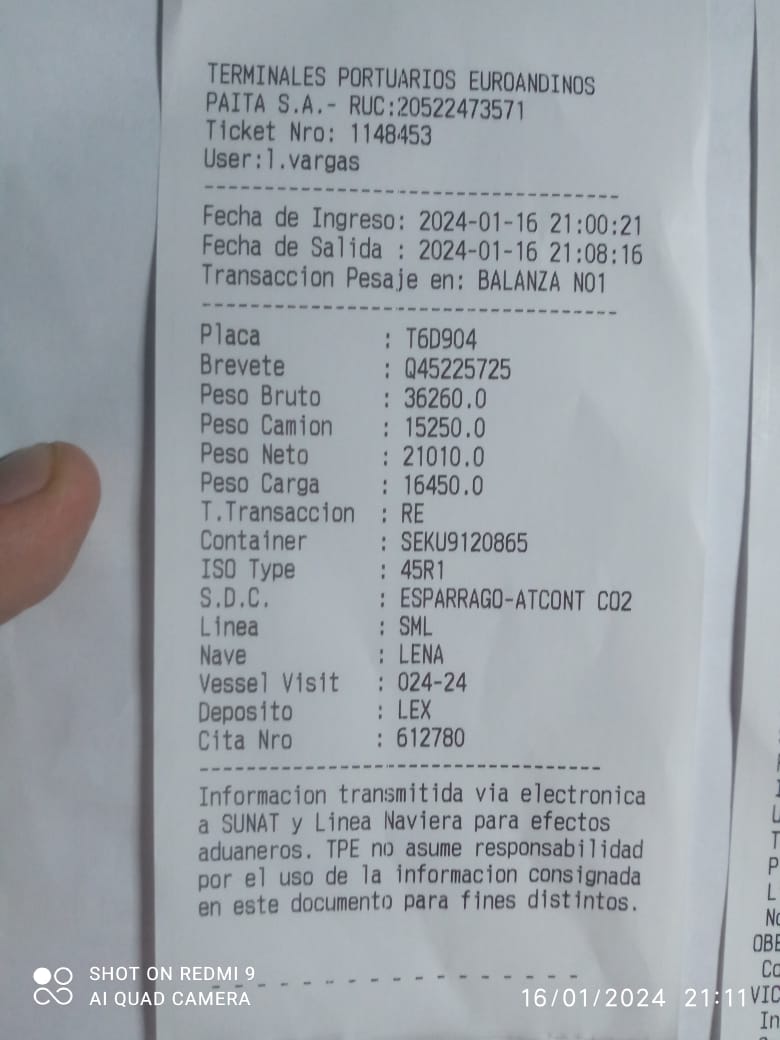 TERMINALES PORTUARIOS EUROANDINOS
PAITA S.A.- RUC:20522473571
Ticket Nro: 1148453
User:l.vargas
Fecha de Ingreso: 2024-01-16 21:00:21
Fecha de Salida : 2024-01-16 21:08:16
Transaccion Pesaje en: BALANZA NO1
Placa : T6D904
Brevete : Q45225725
Peso Bruto : 36260.0
Peso Camion : 15250.0
Peso Neto : 21010.0
Peso Carga : 16450.0
T.Transaccion : RE
Container : SEKU9120865
ISO Type : 45R1
S.D.C. : ESPARRAGO-ATCONT CO2
Linea : SML
Nave : LENA
Vessel Visit : 024-24
Deposito : LEX
Cita Nro : 612780
Informacion transmitida via electronica
a SUNAT y Linea Naviera para efectos
aduaneros. TPE no asume responsabilidad
por el uso de la informacion consignada
en este documento para fines distintos.
SHOT ON REDMI 9
AI QUAD CAMERA
16/01/2024 21:11